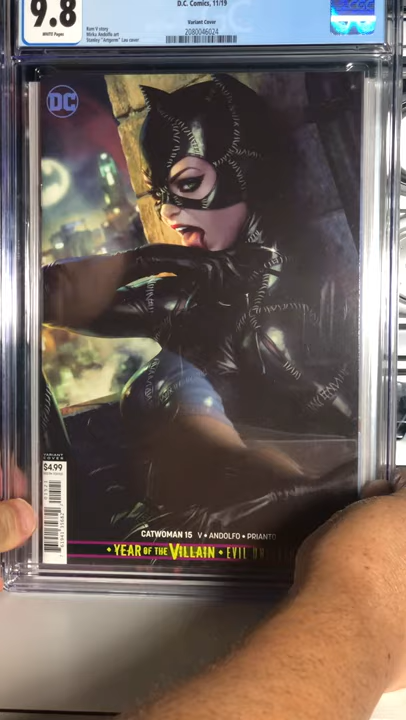 9.8
WHITE Pages
D.C. Comics, 11/19
Variant Cover
2080046024
Ram V story
Mirka Andolfo art
Stanley "Artgerm" Lau cover
DC
VARIANT COVER
$4.99
CATWOMAN 15 V • ANDOLFO • PRIANTO
• YEAR OF THE VILLAIN • EVIL